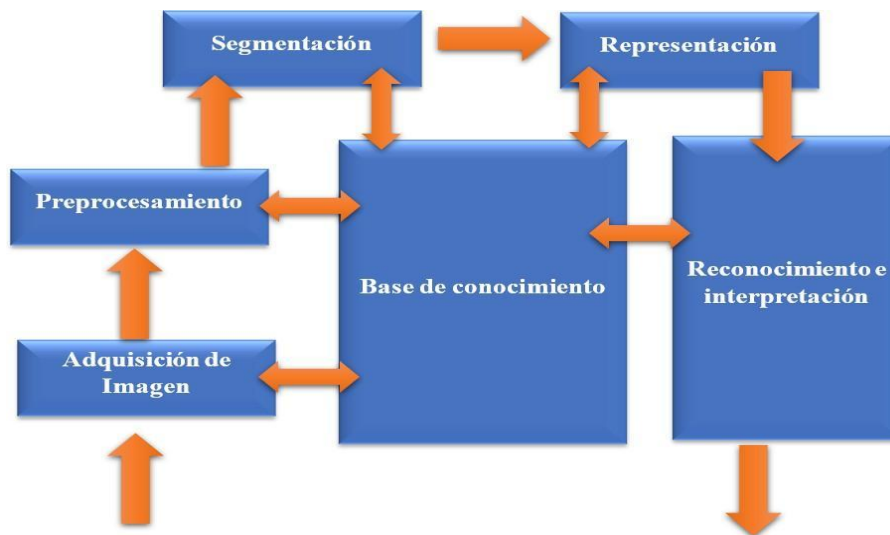 Segmentación
Representación
Preprocesamiento
Base de conocimiento
Reconocimiento e
interpretación
Adquisición de
Imagen